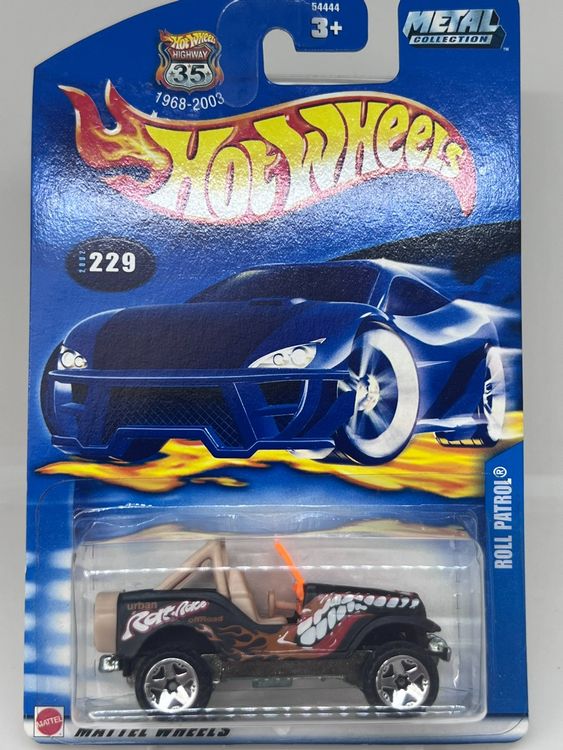 54444
3+
METAL
COLLECTION™
Hot Wheels
HIGHWAY
35
1968-2003
HOT WHEELS
229
ROLL PATROL®
urban
Rat-Race
offRoad
MATTEL
MATTEL WHEELS